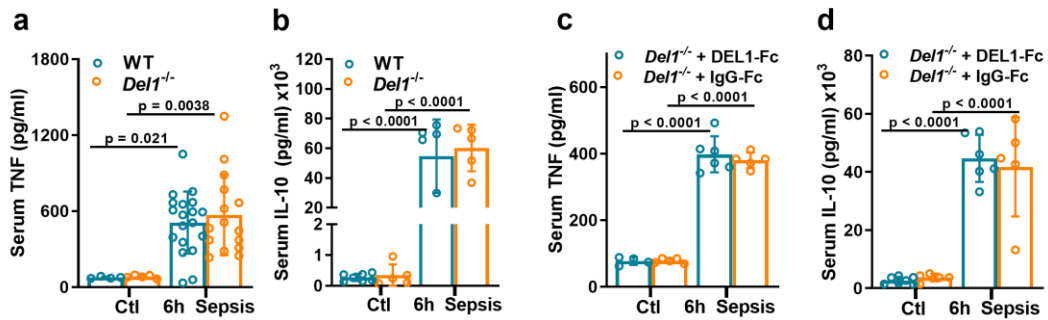 a
Serum TNF (pg/ml)
1800
1200
600
0
WT
Del1-/-
p = 0.0038
p = 0.021
Ctl
6h Sepsis
b
Serum IL-10 (pg/ml) x10³
120
100
80
60
40
20
2
1
0
WT
Del1-/-
p < 0.0001
p < 0.0001
Ctl
6h Sepsis
c
Serum TNF (pg/ml)
600
400
200
0
Del1-/- + DEL1-Fc
Del1-/- + IgG-Fc
p < 0.0001
p < 0.0001
Ctl
6h Sepsis
d
Serum IL-10 (pg/ml) x10³
80
60
40
20
0
Del1-/- + DEL1-Fc
Del1-/- + IgG-Fc
p < 0.0001
p < 0.0001
Ctl
6h Sepsis